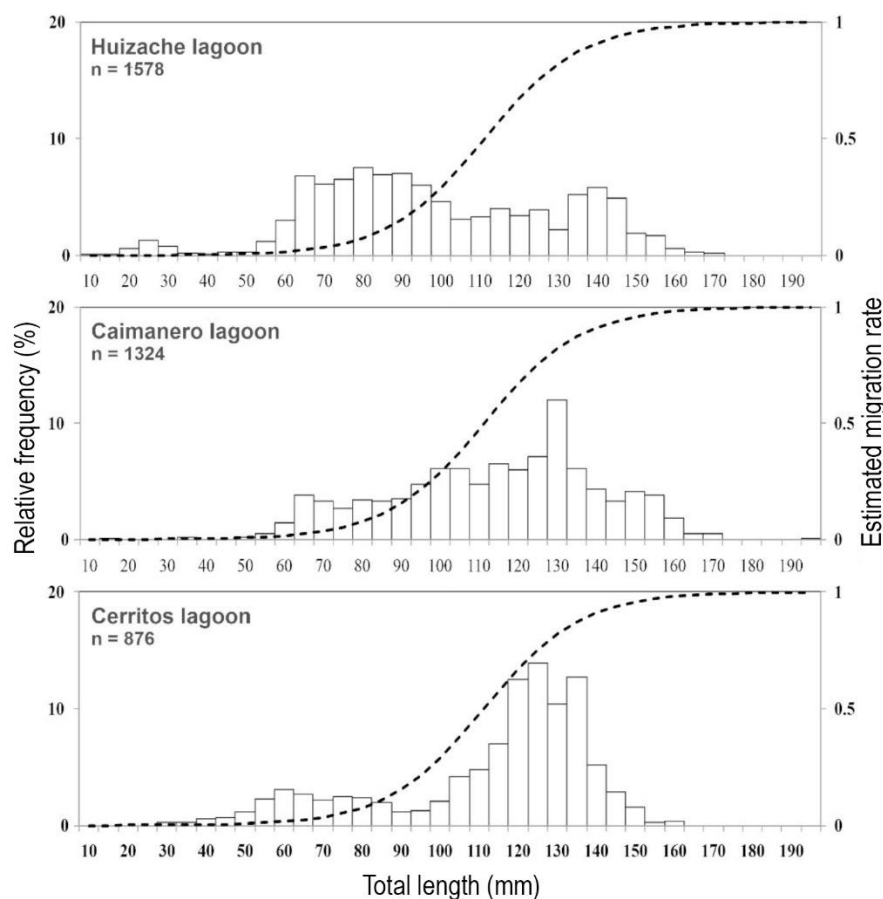 Huizache lagoon
n = 1578
20
10
0
1
0.5
0
10 20 30 40 50 60 70 80 90 100 110 120 130 140 150 160 170 180 190
Caimanero lagoon
n = 1324
20
10
0
1
0.5
0
10 20 30 40 50 60 70 80 90 100 110 120 130 140 150 160 170 180 190
Relative frequency (%)
Estimated migration rate
Cerritos lagoon
n = 876
20
10
0
1
0.5
0
10 20 30 40 50 60 70 80 90 100 110 120 130 140 150 160 170 180 190
Total length (mm)